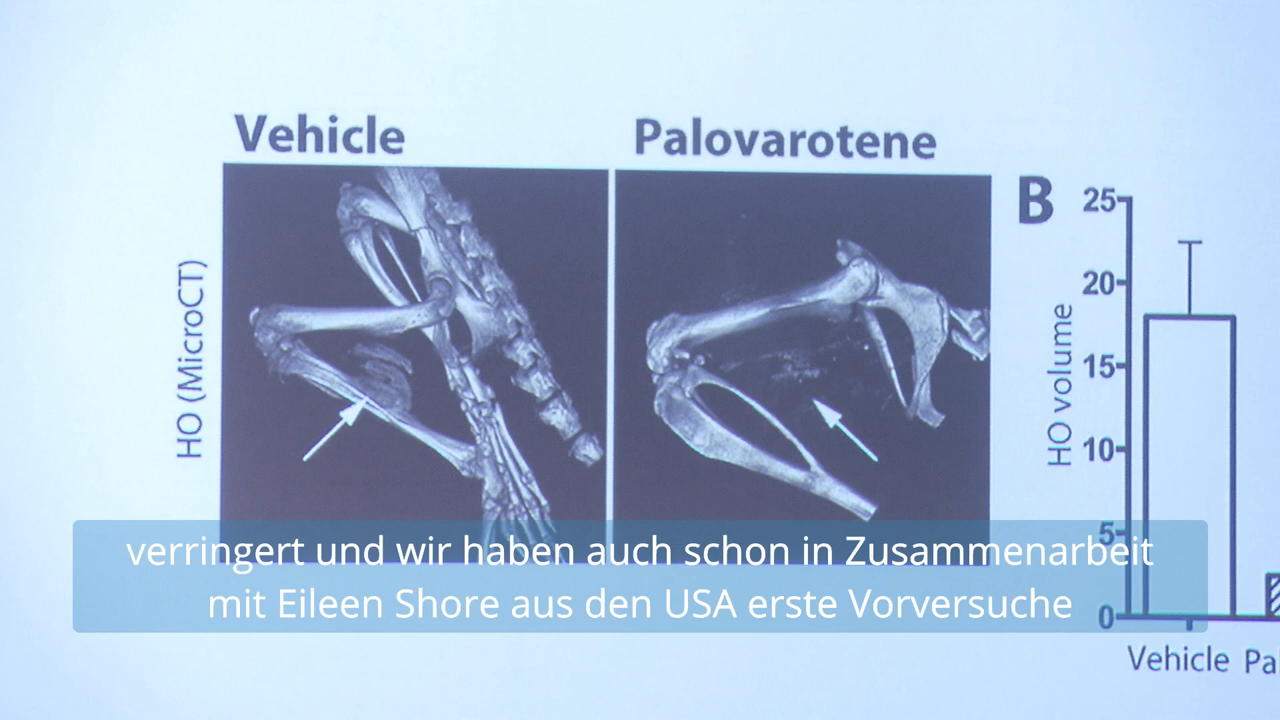 Vehicle
Palovarotene
HO (MicroCT)
B
HO volume
25
20
15
10
5
0
Vehicle Pal
verringert und wir haben auch schon in Zusammenarbeit
mit Eileen Shore aus den USA erste Vorversuche